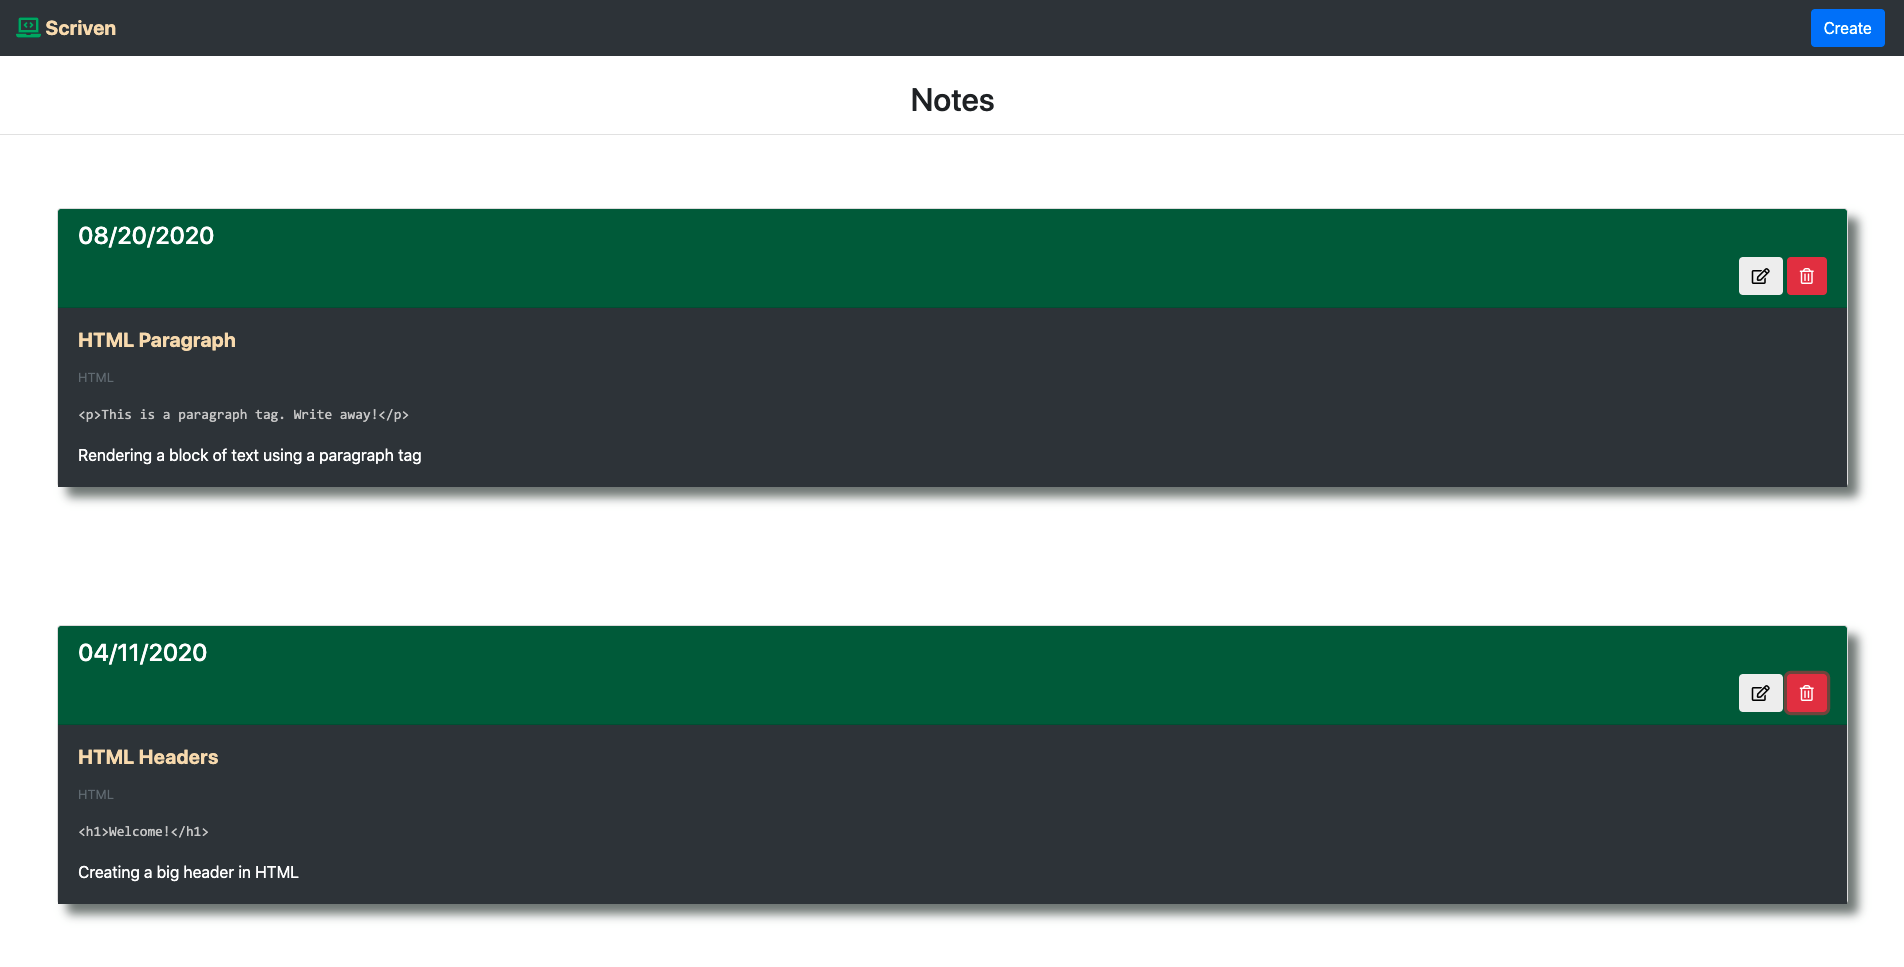 Scriven
Create
Notes
08/20/2020
HTML Paragraph
HTML
<p>This is a paragraph tag. Write away!</p>
Rendering a block of text using a paragraph tag
04/11/2020
HTML Headers
HTML
<h1>Welcome!</h1>
Creating a big header in HTML